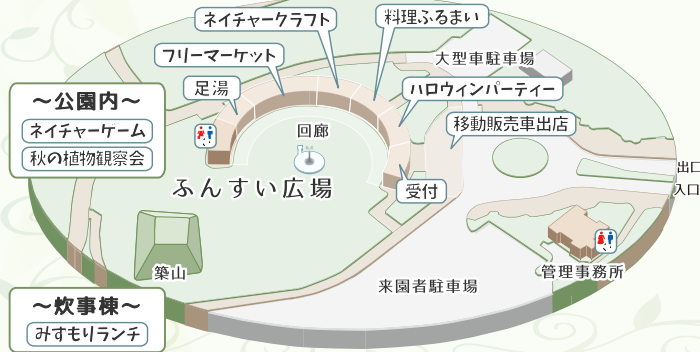 ネイチャークラフト
料理ふるまい
フリーマーケット
大型車駐車場
足湯
ハロウィンパーティー
～公園内～
ネイチャーゲーム
秋の植物観察会
回廊
移動販売車出店
ふんすい広場
受付
出口
入口
築山
管理事務所
来園者駐車場
～炊事棟～
みすもりランチ